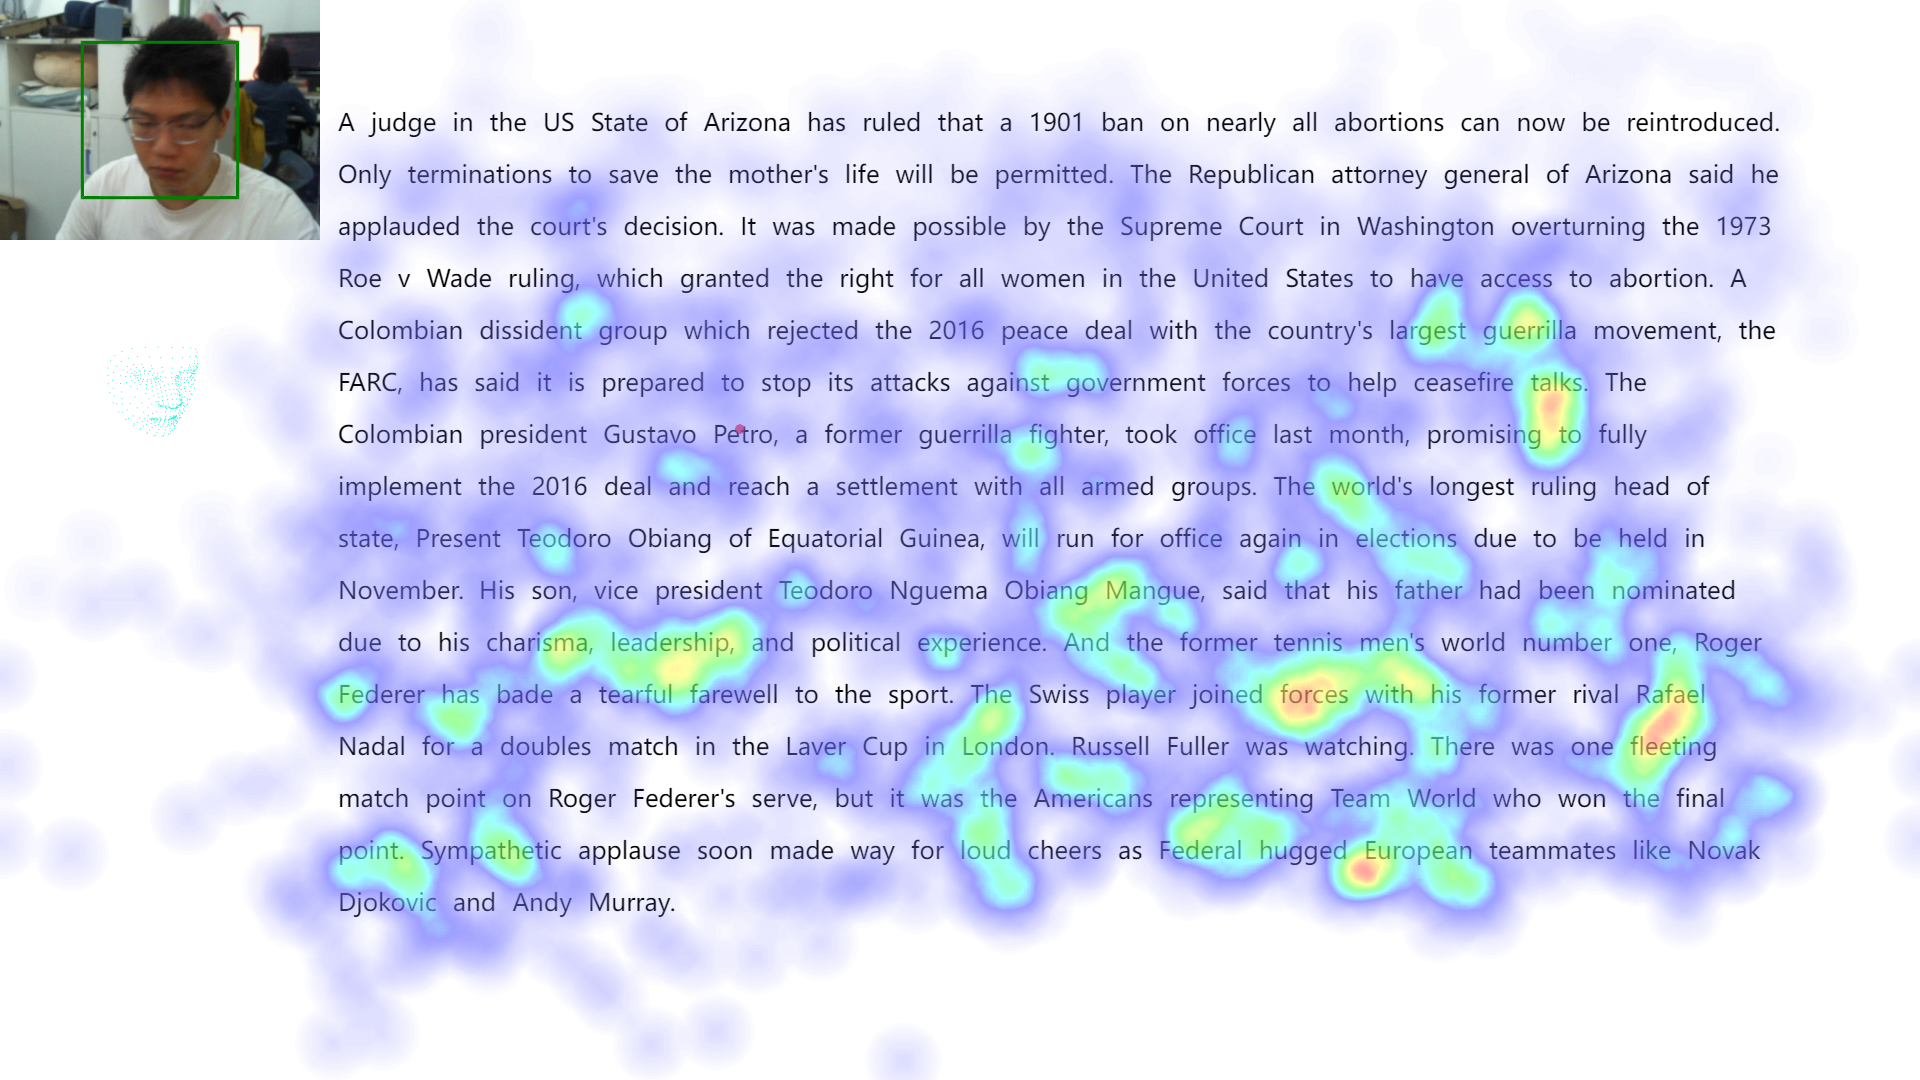 A judge in the US State of Arizona has ruled that a 1901 ban on nearly all abortions can now be reintroduced.
Only terminations to save the mother's life will be permitted. The Republican attorney general of Arizona said he
applauded the court's decision. It was made possible by the Supreme Court in Washington overturning the 1973
Roe v Wade ruling, which granted the right for all women in the United States to have access to abortion. A
Colombian dissident group which rejected the 2016 peace deal with the country's largest guerrilla movement, the
FARC, has said it is prepared to stop its attacks against government forces to help ceasefire talks. The
Colombian president Gustavo Petro, a former guerrilla fighter, took office last month, promising to fully
implement the 2016 deal and reach a settlement with all armed groups. The world's longest ruling head of
state, Present Teodoro Obiang of Equatorial Guinea, will run for office again in elections due to be held in
November. His son, vice president Teodoro Nguema Obiang Mangue, said that his father had been nominated
due to his charisma, leadership, and political experience. And the former tennis men's world number one, Roger
Federer has bade a tearful farewell to the sport. The Swiss player joined forces with his former rival Rafael
Nadal for a doubles match in the Laver Cup in London. Russell Fuller was watching. There was one fleeting
match point on Roger Federer's serve, but it was the Americans representing Team World who won the final
point. Sympathetic applause soon made way for loud cheers as Federal hugged European teammates like Novak
Djokovic and Andy Murray.